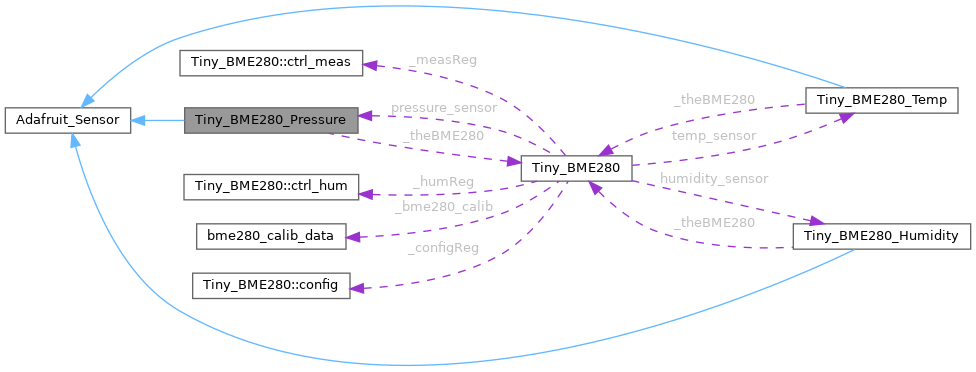 Tiny_BME280::ctrl_meas
_measReg
Adafruit_Sensor
Tiny_BME280_Pressure
pressure_sensor
_theBME280
_theBME280
temp_sensor
Tiny_BME280_Temp
Tiny_BME280
Tiny_BME280::ctrl_hum
_humReg
humidity_sensor
_bme280_calib
bme280_calib_data
_theBME280
Tiny_BME280_Humidity
_configReg
Tiny_BME280::config